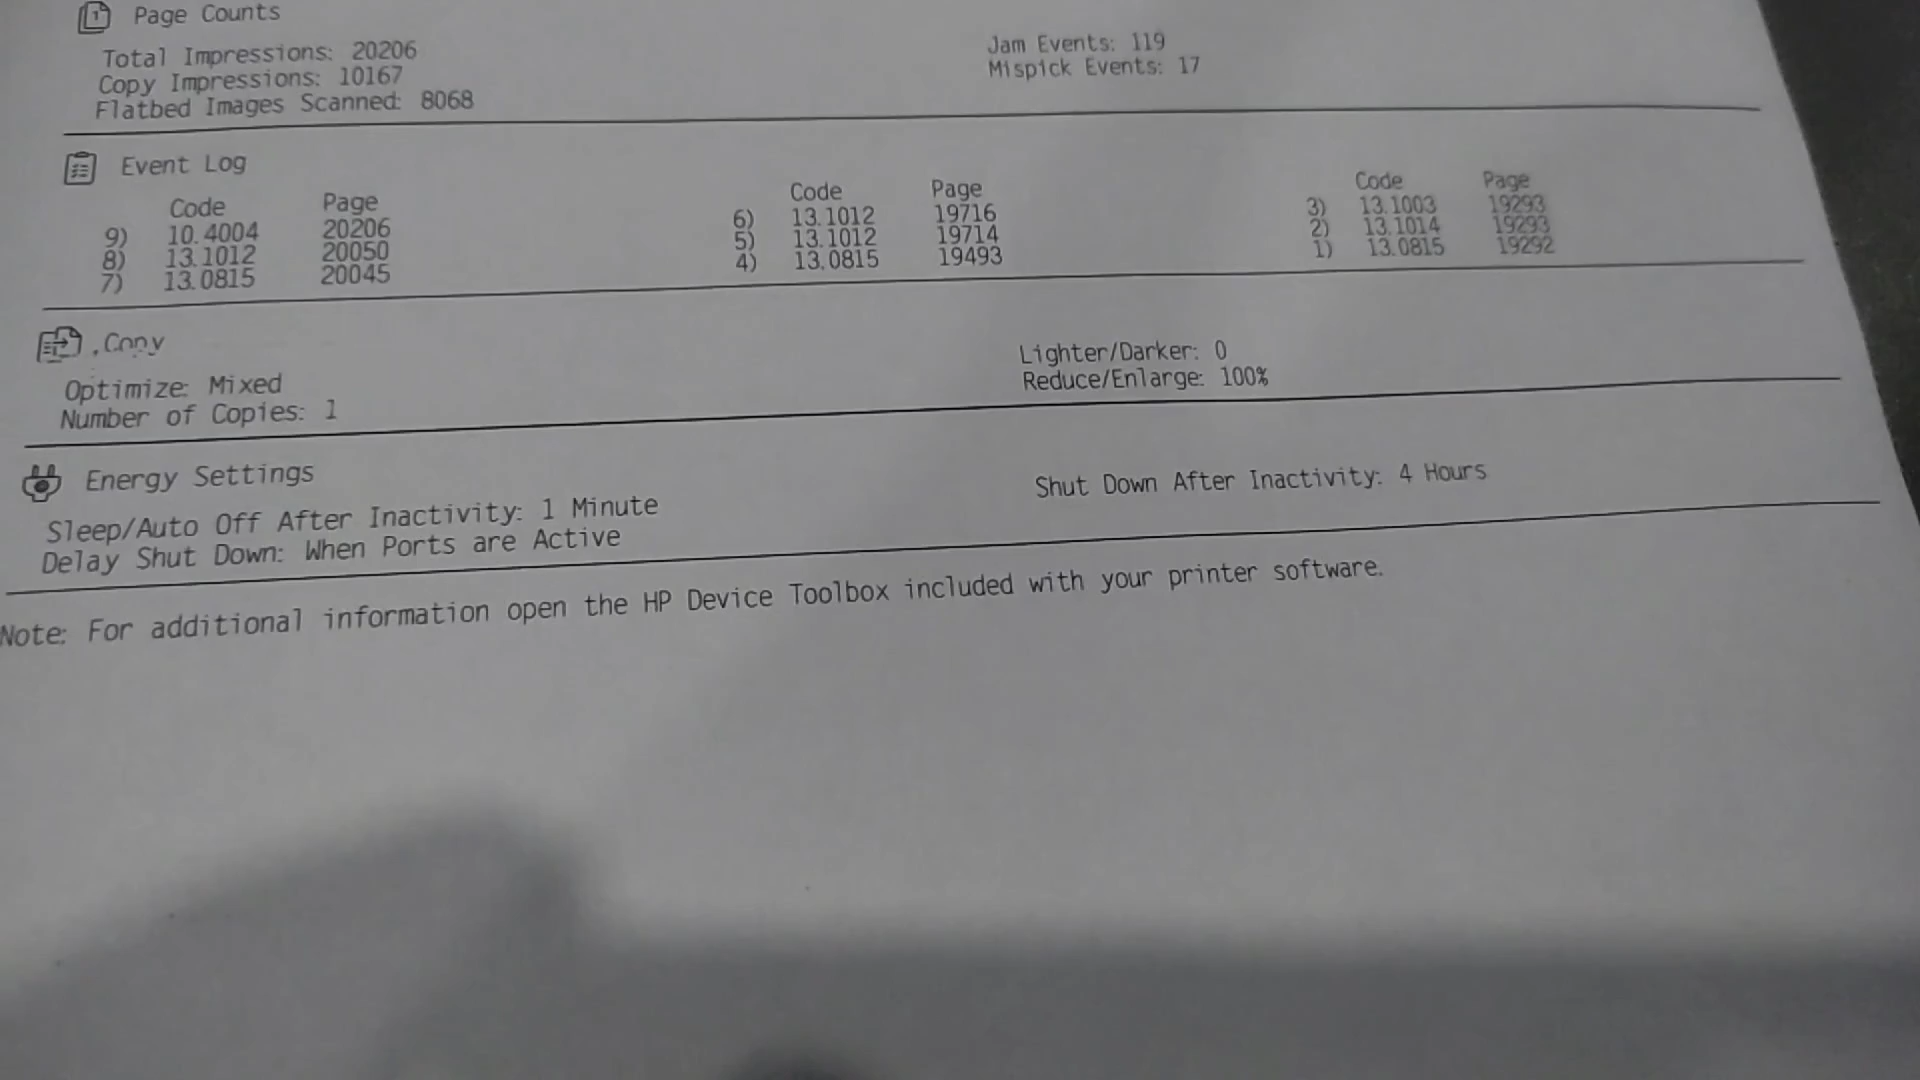 Page Counts
Total Impressions: 20206
Copy Impressions: 10167
Flatbed Images Scanned: 8068
Jam Events: 119
Mispick Events: 17
Event Log
Code Page
9) 10.4004 20206
8) 13.1012 20050
7) 13.0815 20045
Code Page
6) 13.1012 19716
5) 13.1012 19714
4) 13.0815 19493
Code Page
3) 13.1003 19293
2) 13.1014 19293
1) 13.0815 19292
Copy
Optimize: Mixed
Number of Copies: 1
Lighter/Darker: 0
Reduce/Enlarge: 100%
Energy Settings
Sleep/Auto Off After Inactivity: 1 Minute
Delay Shut Down: When Ports are Active
Shut Down After Inactivity: 4 Hours
Note: For additional information open the HP Device Toolbox included with your printer software.